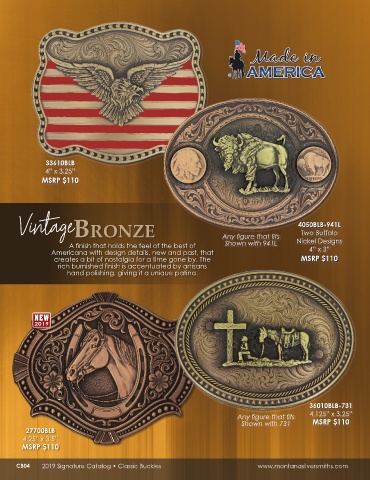 Made in
AMERICA
33610BLB
4" x 3.25"
MSRP $110
4050BLB-941L
Two Buffalo
Nickel Designs
4" x 3"
MSRP $110
Any figure that fits
Shown with 941L
Vintage BRONZE
A finish that holds the feel of the best of
Americana with design details, new and past, that
creates a bit of nostalgia for a time gone by. The
rich burnished finish is accentuated by artisans
hand polishing, giving it a unique patina.
NEW
2019
36010BLB-731
4.125" x 3.25"
MSRP $110
Any figure that fits
Shown with 731
27700BLB
4.25" x 3.5"
MSRP $110
CB04 2019 Signature Catalog • Classic Buckles www.montanasilversmiths.com